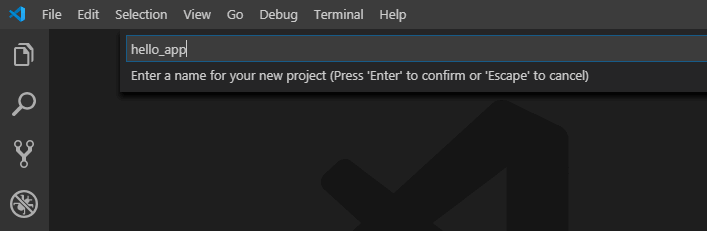 File Edit Selection View Go Debug Terminal Help
hello_app
Enter a name for your new project (Press 'Enter' to confirm or 'Escape' to cancel)